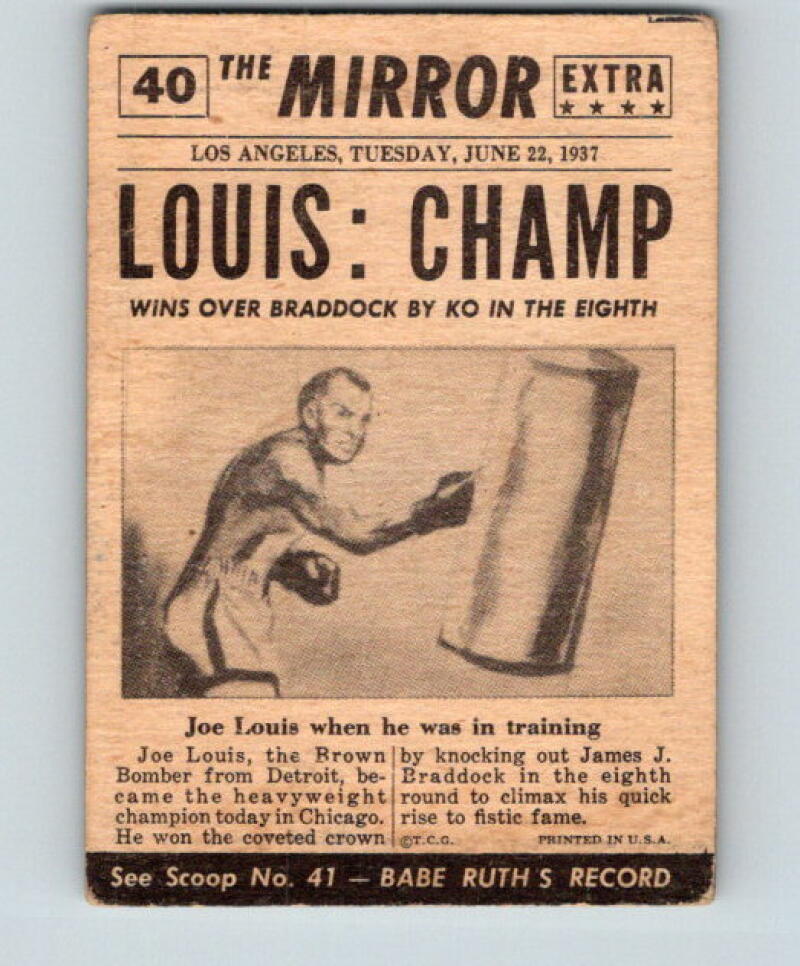 40 THE MIRROR EXTRA
★ ★ ★ ★
LOS ANGELES, TUESDAY, JUNE 22, 1937
LOUIS: CHAMP
WINS OVER BRADDOCK BY KO IN THE EIGHTH
Joe Louis when he was in training
Joe Louis, the Brown
Bomber from Detroit, be-
came the heavyweight
champion today in Chicago.
He won the coveted crown
by knocking out James J.
Braddock in the eighth
round to climax his quick
rise to fistic fame.
©T.C.G. PRINTED IN U.S.A.
See Scoop No. 41 — BABE RUTH'S RECORD